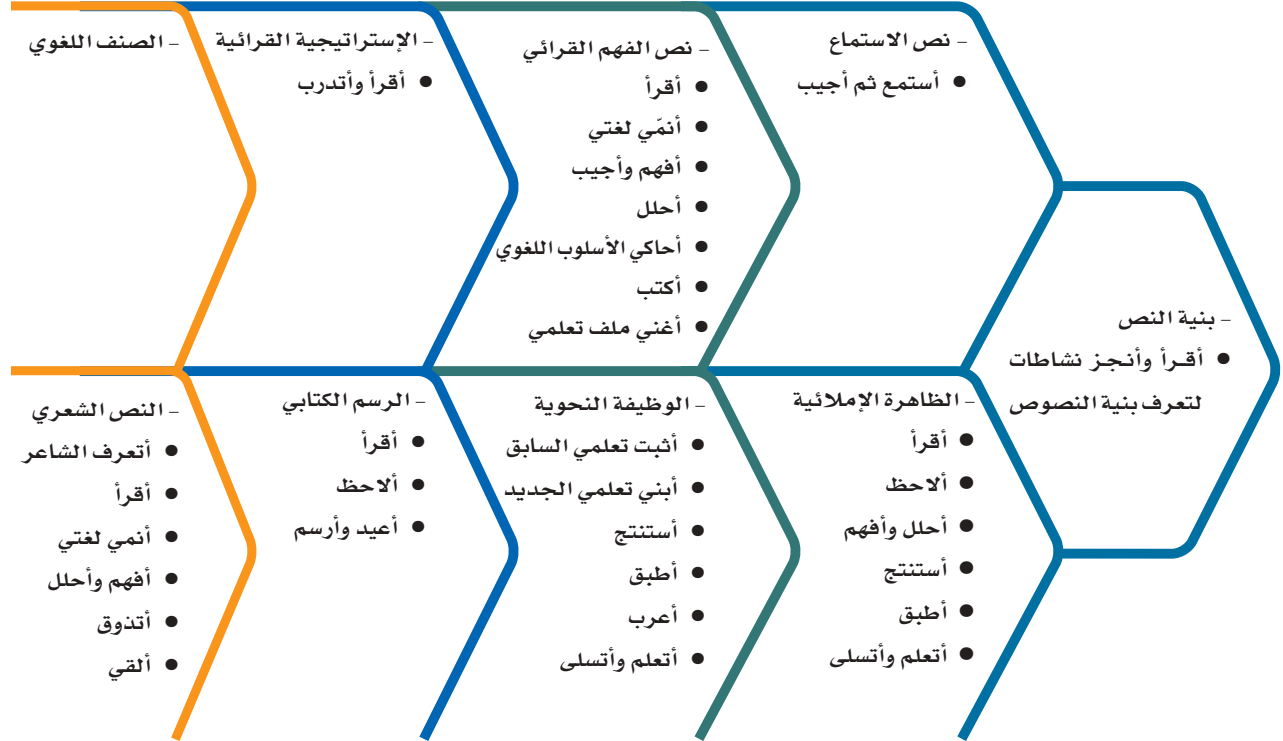 – بنية النص
● أقرأ وأنجز نشاطات
لتعرف بنية النصوص
– نص الاستماع
● أستمع ثم أجيب
– نص الفهم القرائي
● أقرأ
● أنمّي لغتي
● أفهم وأجيب
● أحلل
● أحاكي الأسلوب اللغوي
● أكتب
● أغني ملف تعلمي
– الإستراتيجية القرائية
● أقرأ وأتدرب
– الصنف اللغوي
– الظاهرة الإملائية
● أقرأ
● ألاحظ
● أحلل وأفهم
● أستنتج
● أطبق
● أتعلم وأتسلى
– الوظيفة النحوية
● أثبت تعلمي السابق
● أبني تعلمي الجديد
● أستنتج
● أطبق
● أعرب
● أتعلم وأتسلى
– الرسم الكتابي
● أقرأ
● ألاحظ
● أعيد وأرسم
– النص الشعري
● أتعرف الشاعر
● أقرأ
● أنمي لغتي
● أفهم وأحلل
● أتذوق
● ألقي